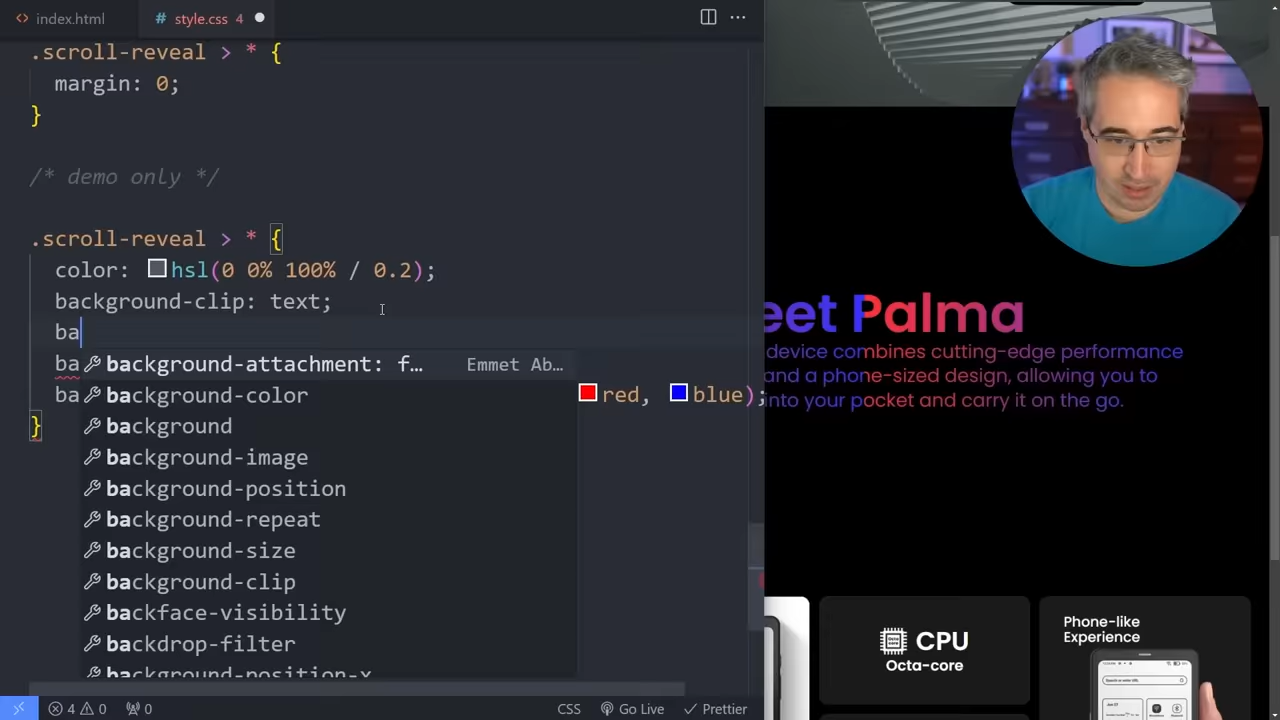 index.html
style.css 4
.scroll-reveal > * {
margin: 0;
}
/* demo only */
.scroll-reveal > * {
color: hsl(0 0% 100% / 0.2);
background-clip: text;
ba
ba
background-attachment: f… Emmet Ab…
ba
background-color
red, blue);
}
background
background-image
background-position
background-repeat
background-size
background-clip
backface-visibility
backdrop-filter
background-position-x
4 0 0
CSS Go Live Prettier
eet Palma
device combines cutting-edge performance
and a phone-sized design, allowing you to
into your pocket and carry it on the go.
CPU
Octa-core
Phone-like
Experience